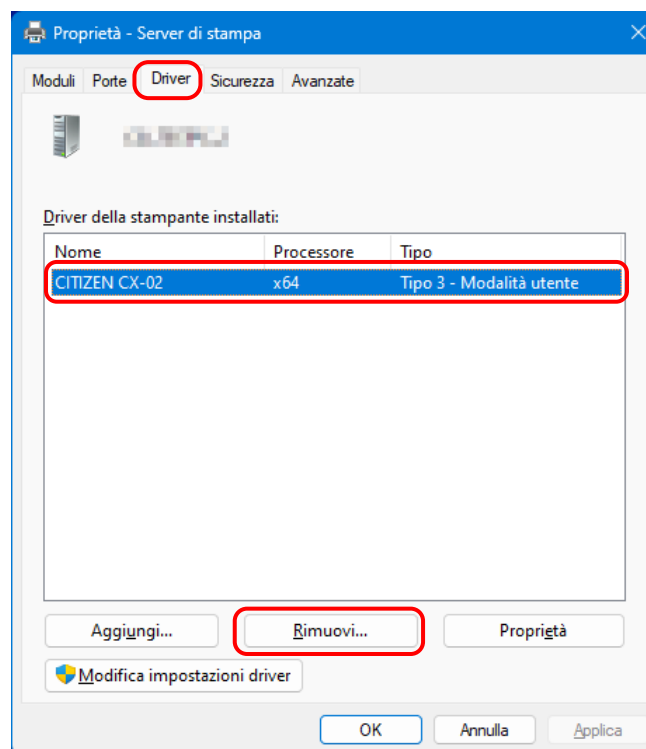 Proprietà - Server di stampa
Moduli Porte Driver Sicurezza Avanzate
Driver della stampante installati:
Nome Processore Tipo
CITIZEN CX-02 x64 Tipo 3 - Modalità utente
Aggiungi... Rimuovi... Proprietà
Modifica impostazioni driver
OK Annulla Applica